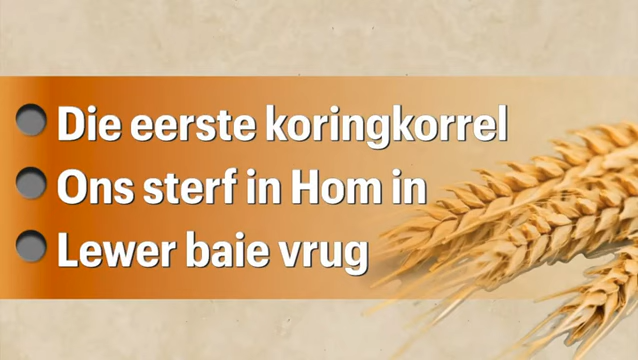 Die eerste koringkorrel
Ons sterf in Hom in
Lewer baie vrug